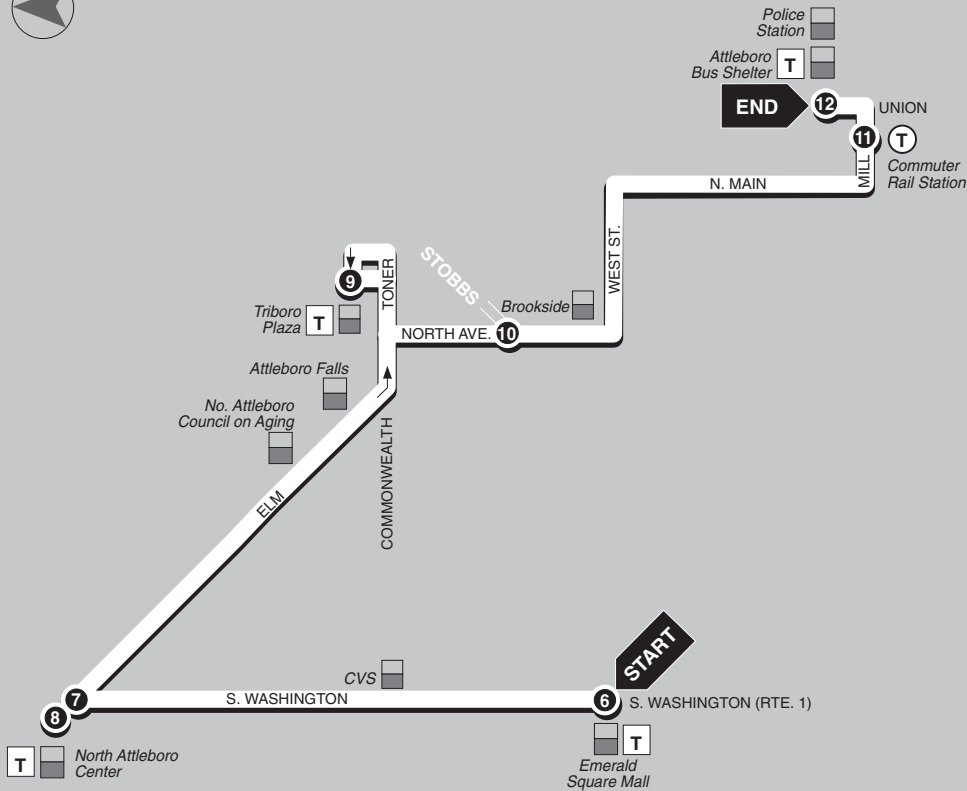 Police
Station
Attleboro
Bus Shelter
T
END
12
UNION
11
T
Commuter
Rail Station
MILL
N. MAIN
WEST ST.
STOBBS
Brookside
TONER
9
Triboro
Plaza
T
NORTH AVE.
10
Attleboro Falls
No. Attleboro
Council on Aging
COMMONWEALTH
ELM
START
CVS
7
S. WASHINGTON
6
S. WASHINGTON (RTE. 1)
8
T
North Attleboro
Center
T
Emerald
Square Mall